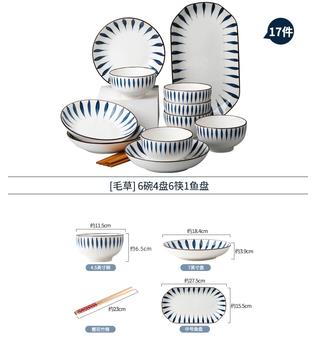 17件
[毛草] 6碗4盘6筷1鱼盘
约11.5cm
约6.5cm
4.5英寸碗
约18.4cm
约3.9cm
7英寸盘
约23cm
樱花竹筷
约27.5cm
约15.5cm
中号鱼盘